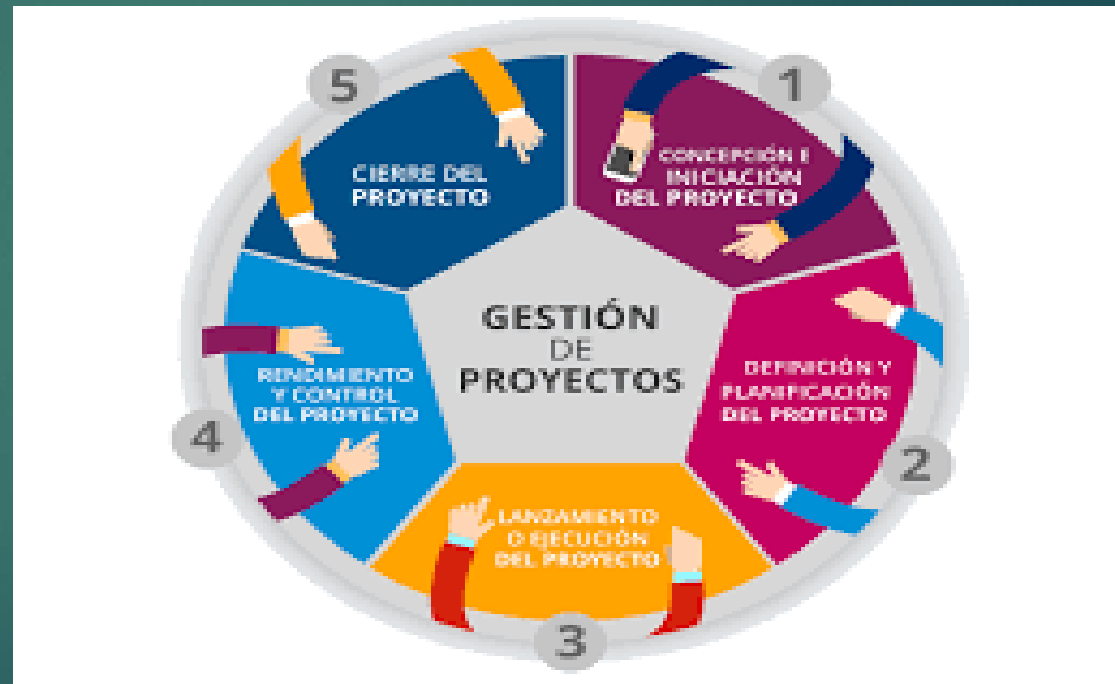 GESTIÓN
DE
PROYECTOS
1
CONCEPCIÓN E
INICIACIÓN
DEL PROYECTO
2
DEFINICIÓN Y
PLANIFICACIÓN
DEL PROYECTO
3
LANZAMIENTO
O EJECUCIÓN
DEL PROYECTO
4
RENDIMIENTO
Y CONTROL
DEL PROYECTO
5
CIERRE DEL
PROYECTO